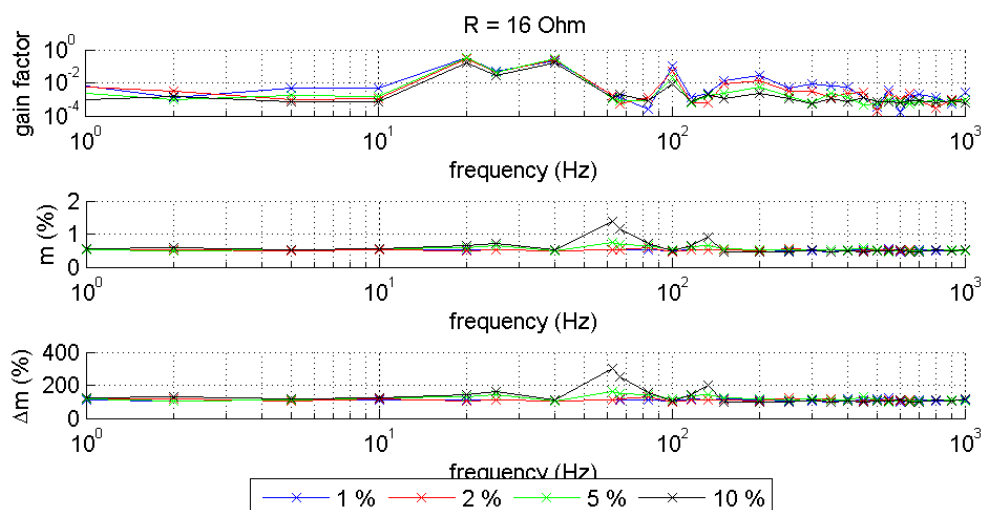 R = 16 Ohm
10^0
10^-2
10^-4
gain factor
10^0 10^1 10^2 10^3
frequency (Hz)
2
1
0
m (%)
10^0 10^1 10^2 10^3
frequency (Hz)
400
200
0
Δm (%)
10^0 10^1 10^2 10^3
frequency (Hz)
1 % 2 % 5 % 10 %